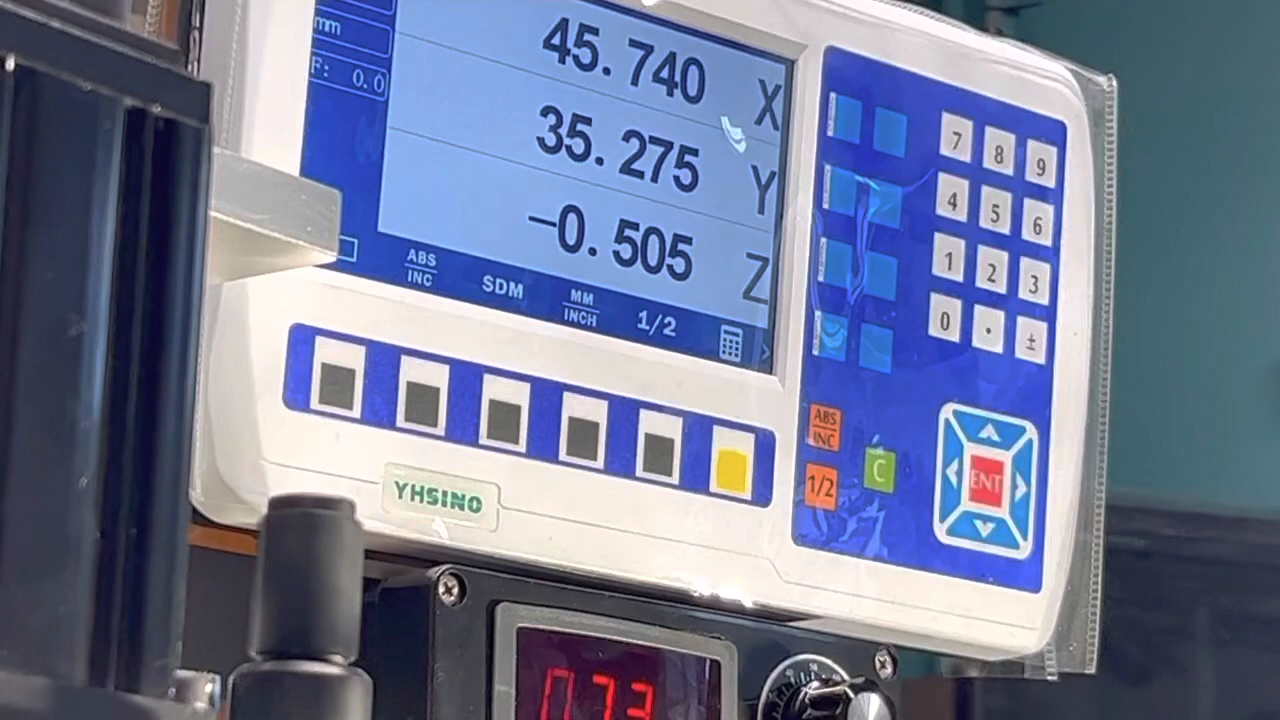 mm
45.740 X
F: 0.0
35.275 Y
-0.505 Z
ABS
INC
SDM
MM
INCH
1/2
7 8 9
4 5 6
1 2 3
0 . ±
ABS
INC
C
1/2
ENT
YHSINO
073